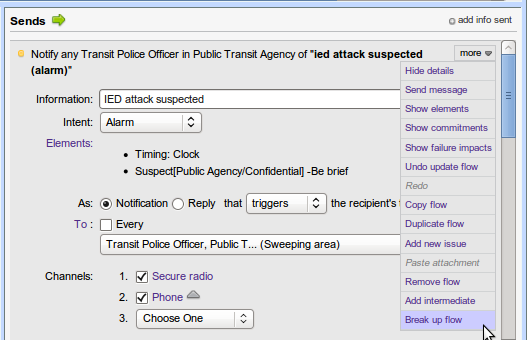 Sends
add info sent
Notify any Transit Police Officer in Public Transit Agency of "ied attack suspected
(alarm)"
more
Hide details
Send message
Show elements
Show commitments
Show failure impacts
Undo update flow
Redo
Copy flow
Duplicate flow
Add new issue
Paste attachment
Remove flow
Add intermediate
Break up flow
Information: IED attack suspected
Intent: Alarm
Elements:
• Timing: Clock
• Suspect[Public Agency/Confidential] -Be brief
As: Notification Reply that triggers the recipient's
To : Every
Transit Police Officer, Public T... (Sweeping area)
Channels: 1. Secure radio
2. Phone
3. Choose One